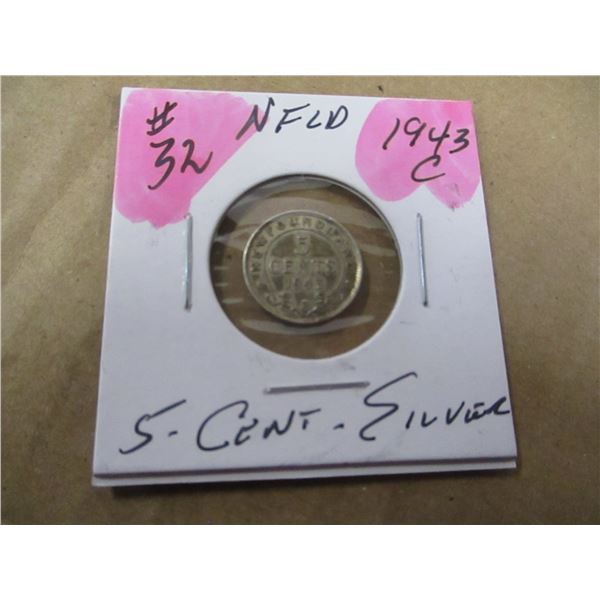 # 32 NFLD 1943 C
NEWFOUNDLAND
5
CENTS
5-CENT-SILVER